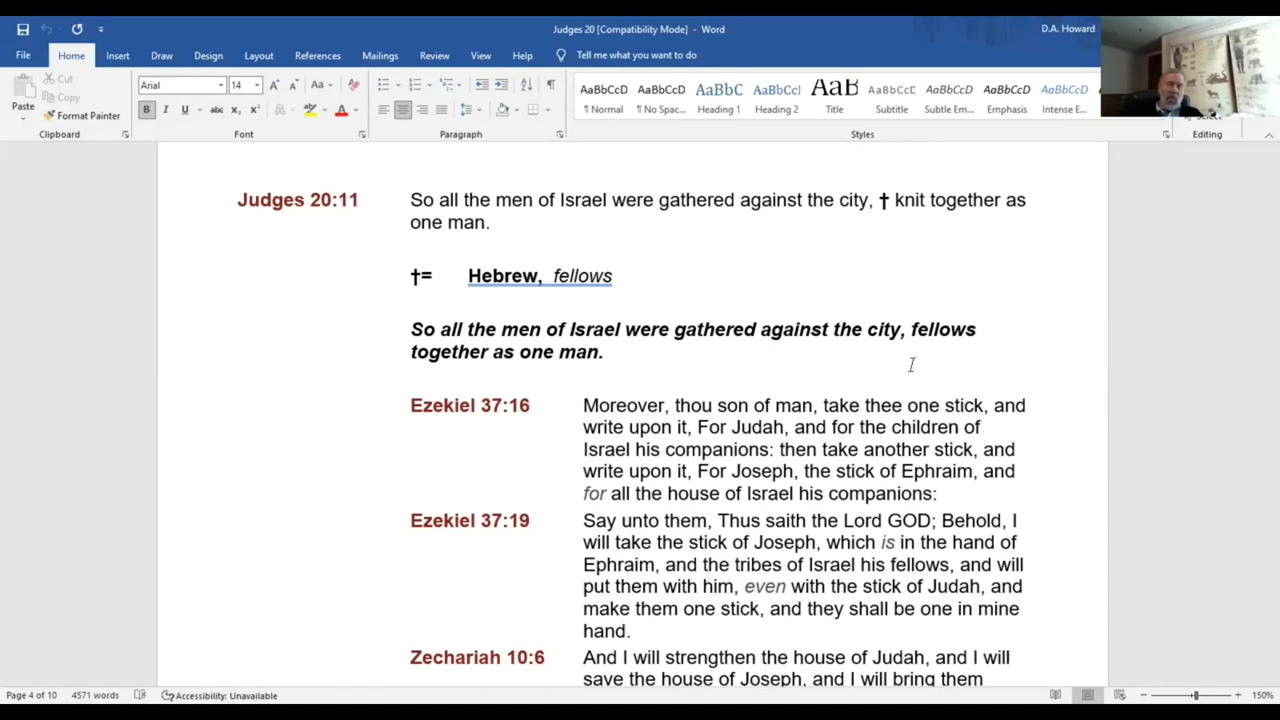 Judges 20 [Compatibility Mode] - Word
D.A. Howard
File Home Insert Draw Design Layout References Mailings Review View Help Tell me what you want to do
Paste
Cut
Copy
Format Painter
Clipboard
Arial 14
Font
Paragraph
AaBbCcD AaBbCcD AaBbC AaBbCcI AaB AaBbCcD AaBbCcD AaBbCcD AaBbCcD
¶ Normal ¶ No Spac... Heading 1 Heading 2 Title Subtitle Subtle Em... Emphasis Intense E...
Styles
Editing
Judges 20:11 So all the men of Israel were gathered against the city, † knit together as
one man.
†= Hebrew, fellows
So all the men of Israel were gathered against the city, fellows
together as one man.
Ezekiel 37:16 Moreover, thou son of man, take thee one stick, and
write upon it, For Judah, and for the children of
Israel his companions: then take another stick, and
write upon it, For Joseph, the stick of Ephraim, and
for all the house of Israel his companions:
Ezekiel 37:19 Say unto them, Thus saith the Lord GOD; Behold, I
will take the stick of Joseph, which is in the hand of
Ephraim, and the tribes of Israel his fellows, and will
put them with him, even with the stick of Judah, and
make them one stick, and they shall be one in mine
hand.
Zechariah 10:6 And I will strengthen the house of Judah, and I will
save the house of Joseph, and I will bring them
Page 4 of 10 4571 words Accessibility: Unavailable 150%